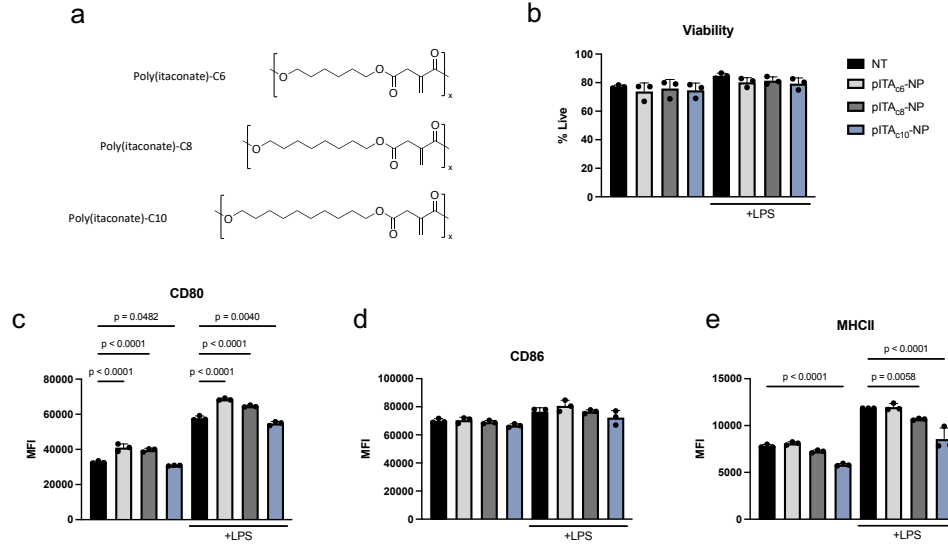 a
Poly(itaconate)-C6
O
O
O
O
x
Poly(itaconate)-C8
O
O
O
O
x
Poly(itaconate)-C10
O
O
O
O
x
b
Viability
% Live
100
80
60
40
20
0
+LPS
NT
pITAc6-NP
pITAc8-NP
pITAc10-NP
c
CD80
p = 0.0482
p = 0.0040
p < 0.0001
p < 0.0001
p < 0.0001
p < 0.0001
MFI
80000
60000
40000
20000
0
+LPS
d
CD86
MFI
100000
80000
60000
40000
20000
0
+LPS
e
MHCII
p < 0.0001
p < 0.0001
p = 0.0058
MFI
15000
10000
5000
0
+LPS